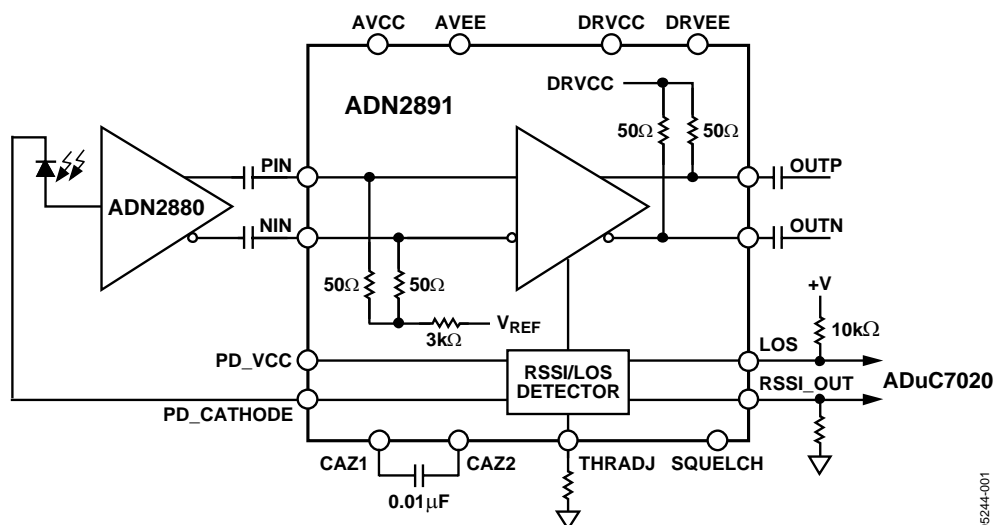 AVCC AVEE DRVCC DRVEE
DRVCC
ADN2891
50Ω 50Ω
PIN
OUTP
ADN2880
NIN
OUTN
50Ω 50Ω
+V
VREF
10kΩ
3kΩ
LOS
PD_VCC
RSSI/LOS
DETECTOR
RSSI_OUT
ADuC7020
PD_CATHODE
CAZ1 CAZ2 THRADJ SQUELCH
0.01μF
05244-001